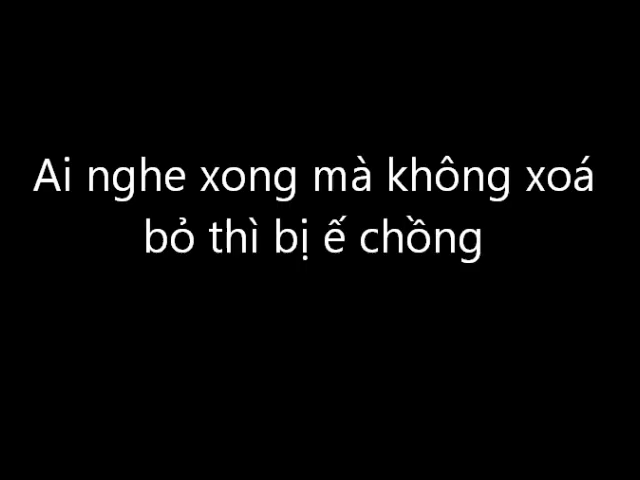 Ai nghe xong mà không xoá
bỏ thì bị ế chồng